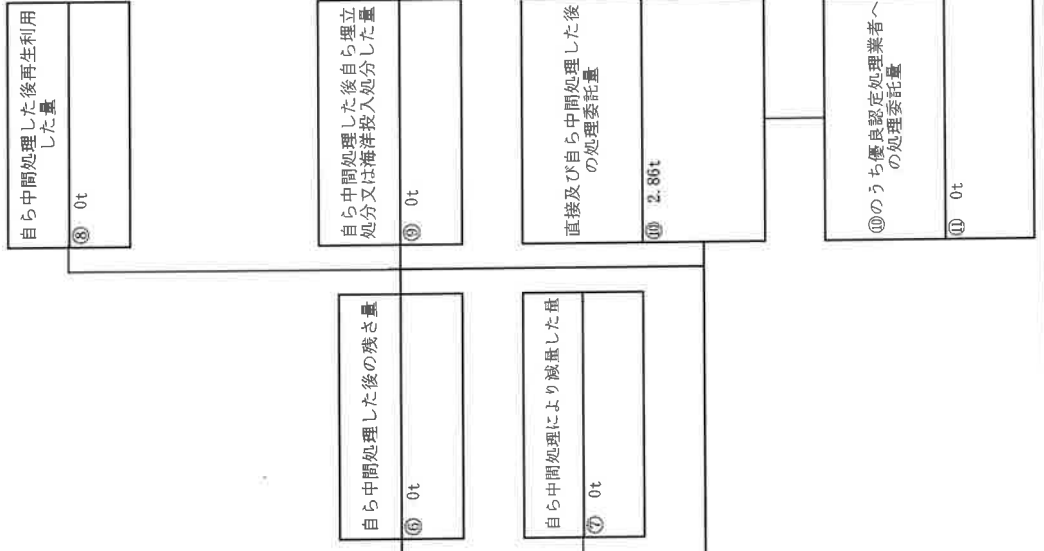 自ら中間処理した後再生利用
した量
⑧ 0t
自ら中間処理した後自ら埋立
処分又は海洋投入処分した量
⑨ 0t
直接及び自ら中間処理した後
の処理委託量
⑩ 2.86t
⑩のうち優良認定処理業者へ
の処理委託量
⑪ 0t
自ら中間処理した後の残さ量
⑥ 0t
自ら中間処理により減量した量
⑦ 0t